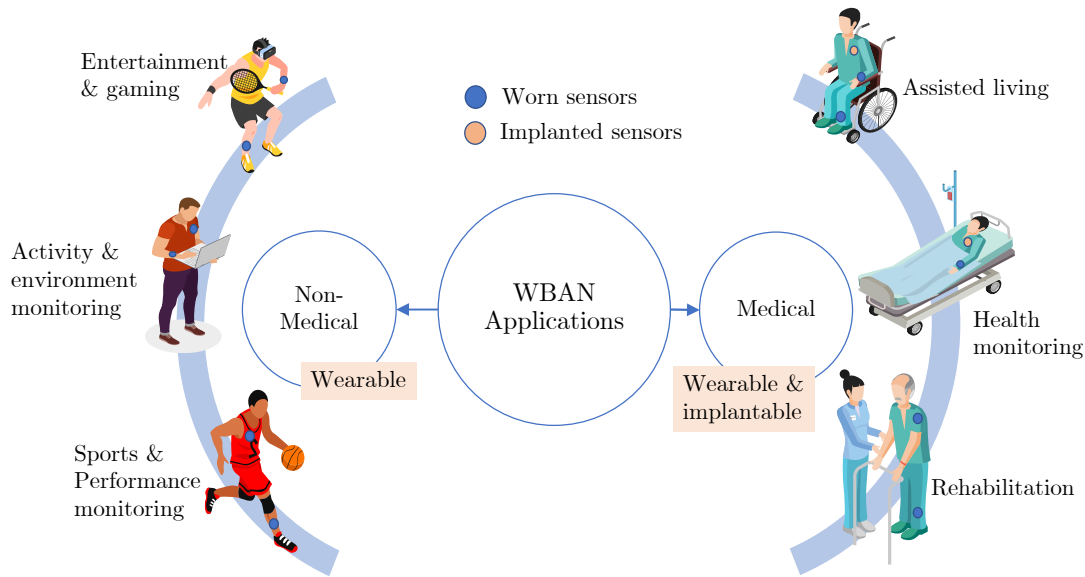 Entertainment
& gaming
Worn sensors
Implanted sensors
Assisted living
Activity &
environment
monitoring
Non-
Medical
Wearable
WBAN
Applications
Medical
Wearable &
implantable
Health
monitoring
Sports &
Performance
monitoring
Rehabilitation